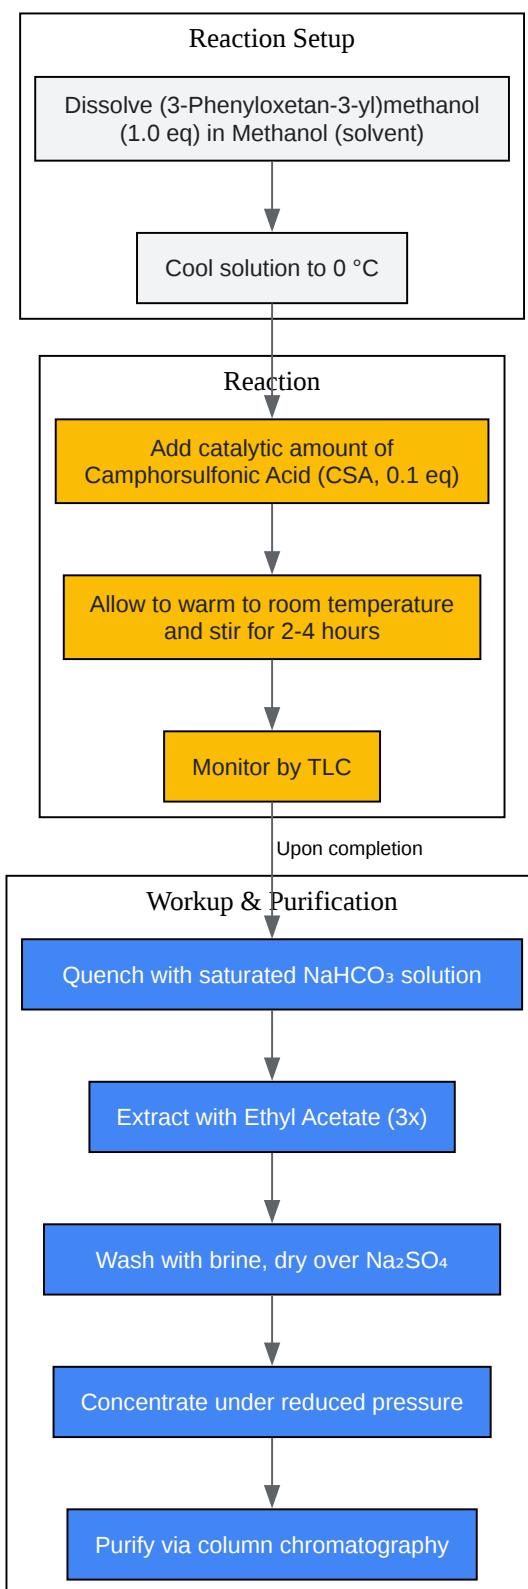 Reaction Setup
Dissolve (3-Phenyloxetan-3-yl)methanol
(1.0 eq) in Methanol (solvent)
Cool solution to 0 °C
Reaction
Add catalytic amount of
Camphorsulfonic Acid (CSA, 0.1 eq)
Allow to warm to room temperature
and stir for 2-4 hours
Monitor by TLC
Upon completion
Workup & Purification
Quench with saturated NaHCO₃ solution
Extract with Ethyl Acetate (3x)
Wash with brine, dry over Na₂SO₄
Concentrate under reduced pressure
Purify via column chromatography